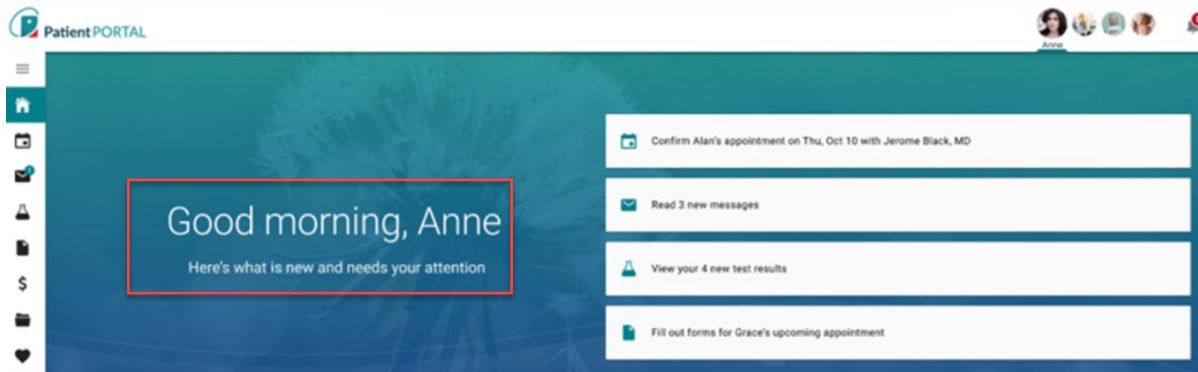 Patient PORTAL
Anne
Good morning, Anne
Here's what is new and needs your attention
Confirm Alan's appointment on Thu, Oct 10 with Jerome Black, MD
Read 3 new messages
View your 4 new test results
Fill out forms for Grace's upcoming appointment